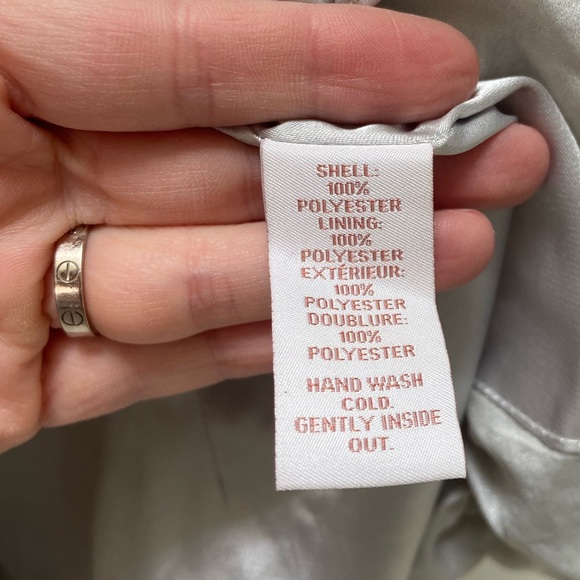 SHELL:
100%
POLYESTER
LINING:
100%
POLYESTER
EXTÉRIEUR:
100%
POLYESTER
DOUBLURE:
100%
POLYESTER
HAND WASH
COLD.
GENTLY INSIDE
OUT.